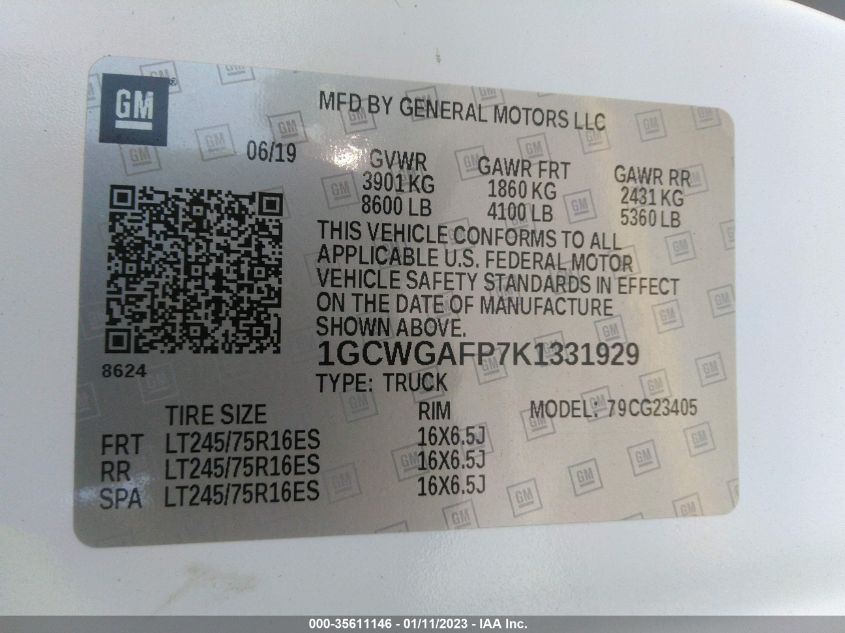 GM®
MFD BY GENERAL MOTORS LLC
06/19
GVWR GAWR FRT GAWR RR
3901 KG 1860 KG 2431 KG
8600 LB 4100 LB 5360 LB
THIS VEHICLE CONFORMS TO ALL
APPLICABLE U.S. FEDERAL MOTOR
VEHICLE SAFETY STANDARDS IN EFFECT
ON THE DATE OF MANUFACTURE
SHOWN ABOVE.
1GCWGAFP7K1331929
8624
TYPE: TRUCK
TIRE SIZE RIM MODEL: 79CG23405
FRT LT245/75R16ES 16X6.5J
RR LT245/75R16ES 16X6.5J
SPA LT245/75R16ES 16X6.5J
000-35611146 - 01/11/2023 - IAA Inc.